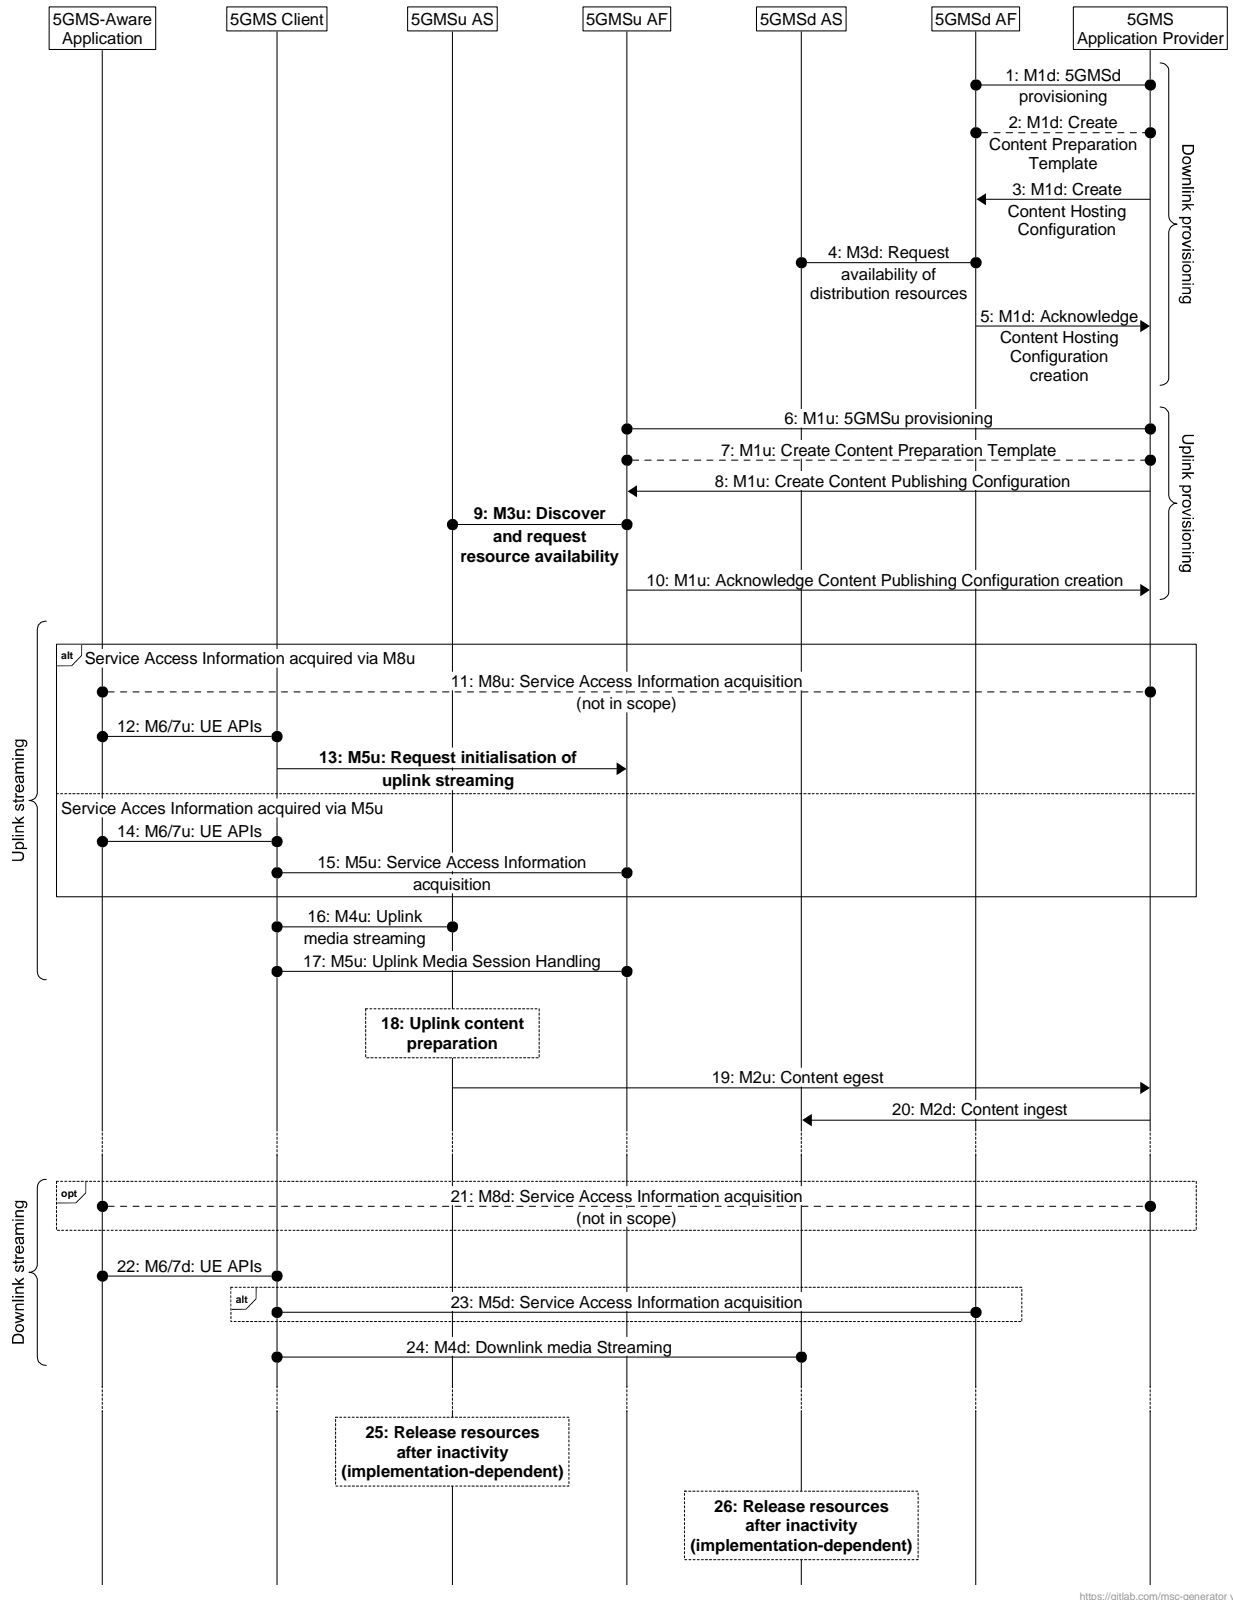 5GMS-Aware
Application
5GMS Client
5GMSu AS
5GMSu AF
5GMSd AS
5GMSd AF
5GMS
Application Provider
1: M1d: 5GMSd
provisioning
2: M1d: Create
Content Preparation
Template
3: M1d: Create
Content Hosting
Configuration
4: M3d: Request
availability of
distribution resources
5: M1d: Acknowledge
Content Hosting
Configuration
creation
Downlink provisioning
6: M1u: 5GMSu provisioning
7: M1u: Create Content Preparation Template
8: M1u: Create Content Publishing Configuration
9: M3u: Discover
and request
resource availability
10: M1u: Acknowledge Content Publishing Configuration creation
Uplink provisioning
alt
Service Access Information acquired via M8u
11: M8u: Service Access Information acquisition
(not in scope)
12: M6/7u: UE APIs
13: M5u: Request initialisation of
uplink streaming
Service Acces Information acquired via M5u
14: M6/7u: UE APIs
15: M5u: Service Access Information
acquisition
16: M4u: Uplink
media streaming
17: M5u: Uplink Media Session Handling
Uplink streaming
18: Uplink content
preparation
19: M2u: Content egest
20: M2d: Content ingest
opt
21: M8d: Service Access Information acquisition
(not in scope)
22: M6/7d: UE APIs
alt
23: M5d: Service Access Information acquisition
24: M4d: Downlink media Streaming
Downlink streaming
25: Release resources
after inactivity
(implementation-dependent)
26: Release resources
after inactivity
(implementation-dependent)
https://gitlab.com/msc-generator v